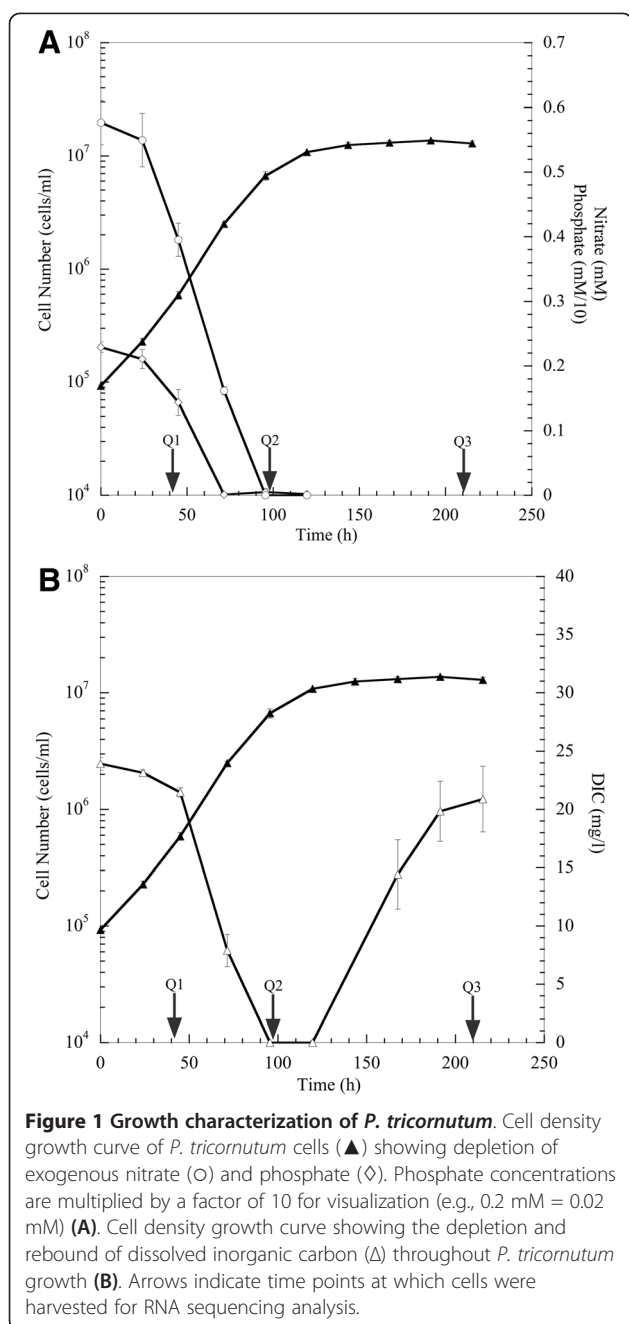 A
10⁸
10⁷
10⁶
10⁵
10⁴
Cell Number (cells/ml)
0.7
0.6
0.5
0.4
0.3
0.2
0.1
0
Nitrate (mM)
Phosphate (mM/10)
Q1
Q2
Q3
0 50 100 150 200 250
Time (h)
B
10⁸
10⁷
10⁶
10⁵
10⁴
Cell Number (cells/ml)
40
35
30
25
20
15
10
5
0
DIC (mg/l)
Q1
Q2
Q3
0 50 100 150 200 250
Time (h)
Figure 1 Growth characterization of P. tricornutum. Cell density
growth curve of P. tricornutum cells (▲) showing depletion of
exogenous nitrate (○) and phosphate (◊). Phosphate concentrations
are multiplied by a factor of 10 for visualization (e.g., 0.2 mM = 0.02
mM) (A). Cell density growth curve showing the depletion and
rebound of dissolved inorganic carbon (Δ) throughout P. tricornutum
growth (B). Arrows indicate time points at which cells were
harvested for RNA sequencing analysis.